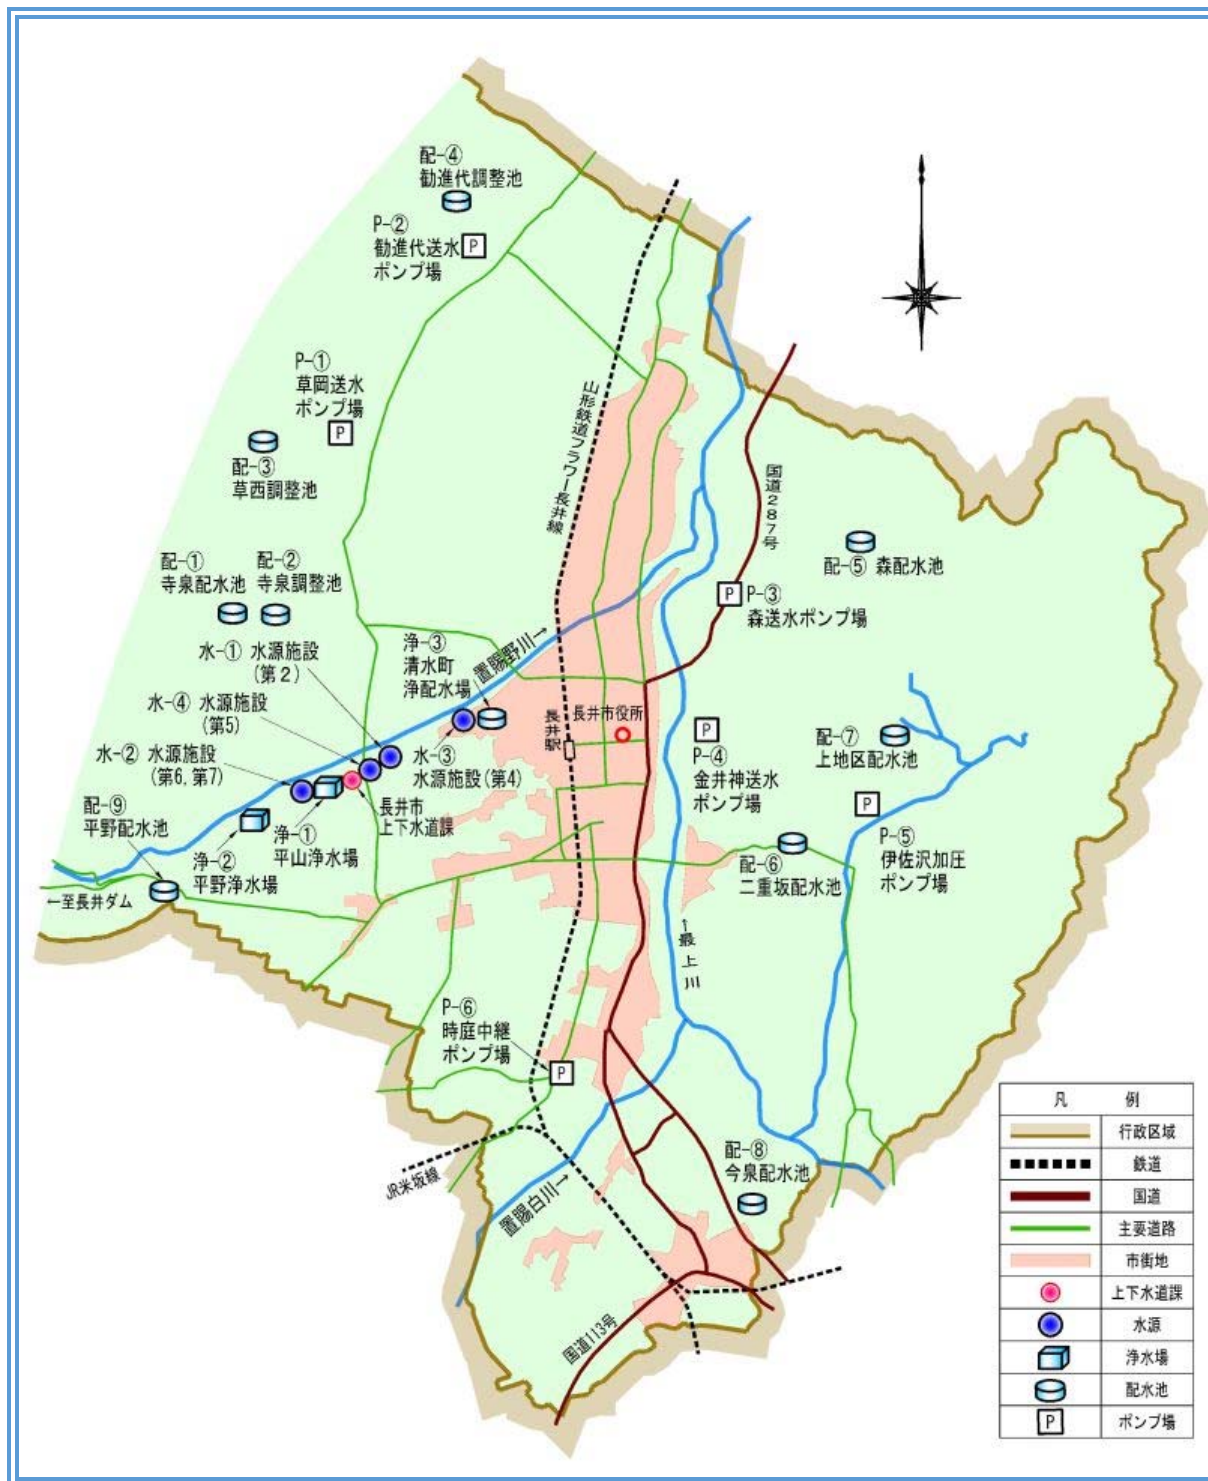 配-④
勧進代調整池
P-②
勧進代送水
ポンプ場
P
P-①
草岡送水
ポンプ場
P
配-③
草西調整池
山形鉄道フラワー長井線
国道287号
配-⑤ 森配水池
配-①
寺泉配水池
配-②
寺泉調整池
P
P-③
森送水ポンプ場
水-① 水源施設
(第2)
浄-③
清水町
浄配水場
置賜野川→
水-④ 水源施設
(第5)
長井駅
長井市役所
水-② 水源施設
(第6,第7)
水-③
水源施設(第4)
P
P-④
金井神送水
ポンプ場
配-⑦
上地区配水池
配-⑨
平野配水池
浄-②
平野浄水場
浄-①
平山浄水場
長井市
上下水道課
P
P-⑤
伊佐沢加圧
ポンプ場
配-⑥
二重坂配水池
←至長井ダム
←最上川
P-⑥
時庭中継
ポンプ場
P
JR米坂線
置賜白川→
配-⑧
今泉配水池
国道113号
凡 例
行政区域
鉄道
国道
主要道路
市街地
上下水道課
水源
浄水場
配水池
P ポンプ場